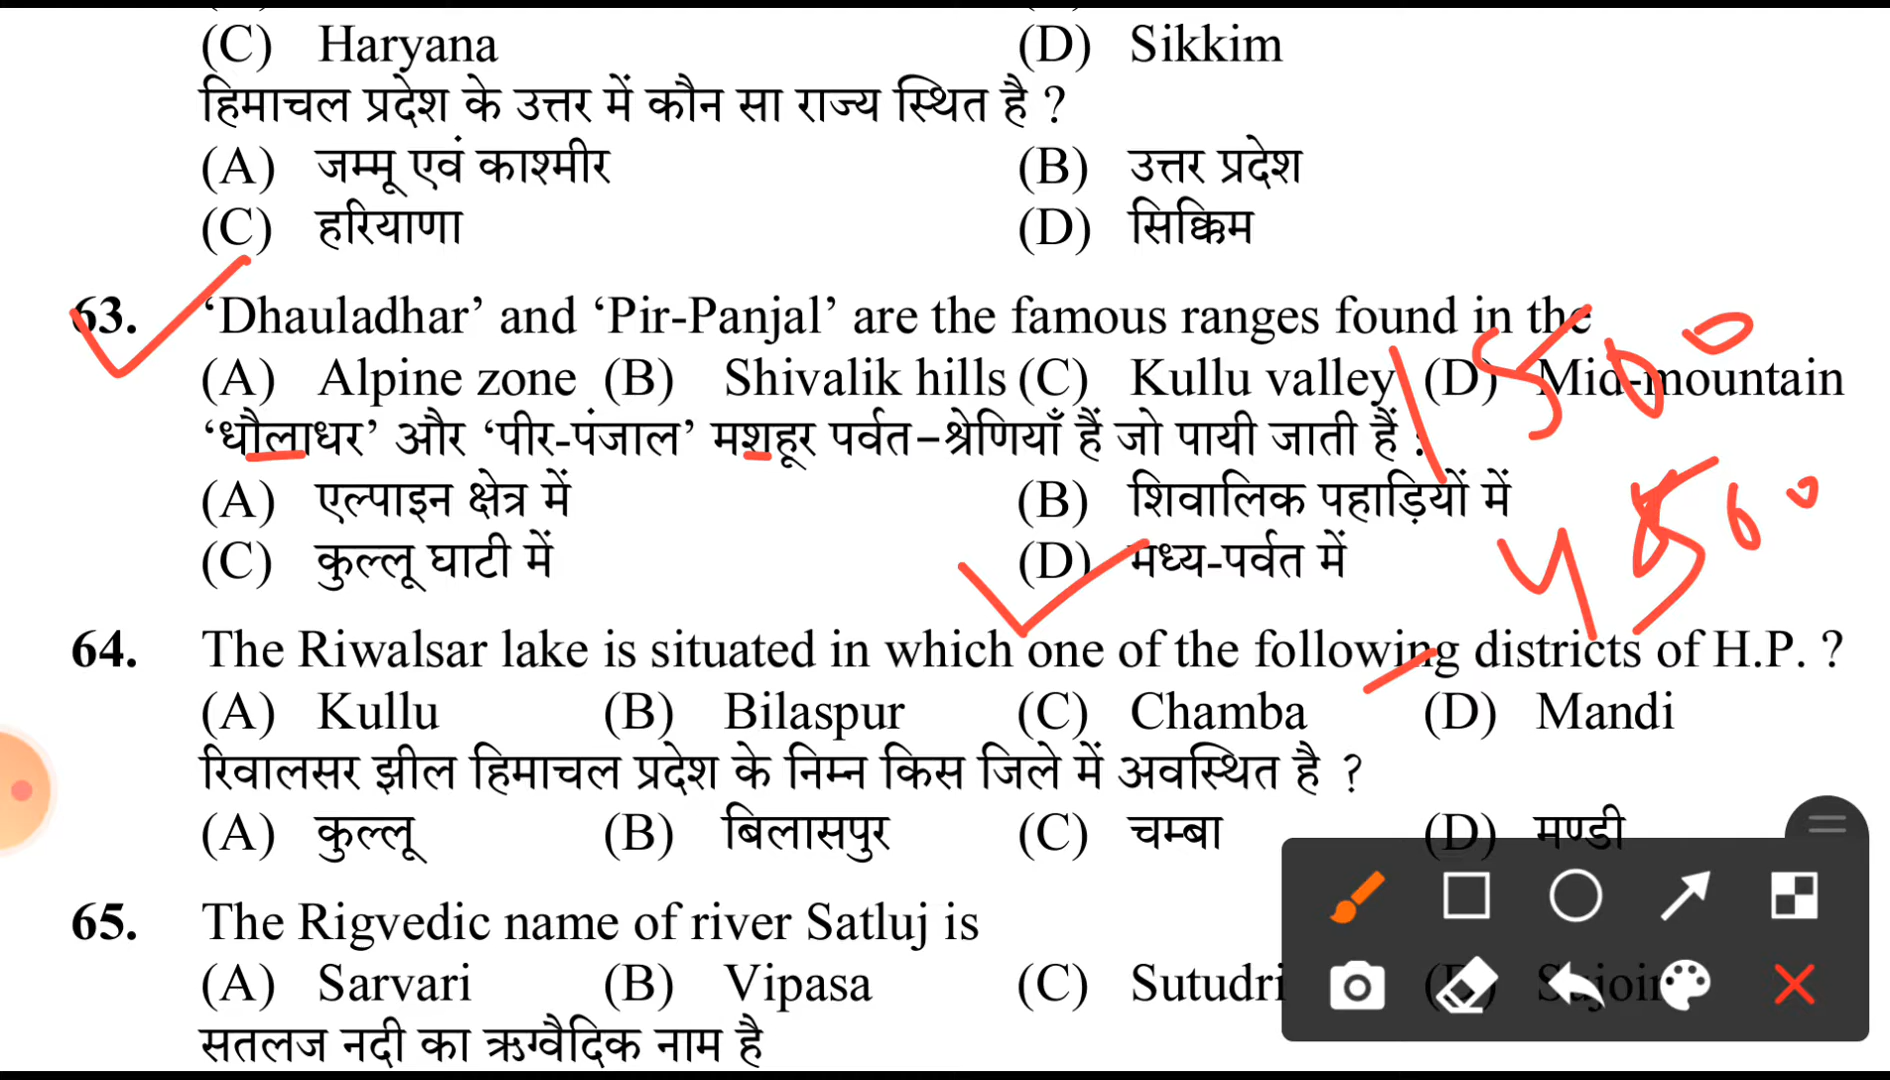 (C) Haryana (D) Sikkim
हिमाचल प्रदेश के उत्तर में कौन सा राज्य स्थित है ?
(A) जम्मू एवं काश्मीर (B) उत्तर प्रदेश
(C) हरियाणा (D) सिक्किम
63. ‘Dhauladhar’ and ‘Pir-Panjal’ are the famous ranges found in the
(A) Alpine zone (B) Shivalik hills (C) Kullu valley (D) Mid-mountain
‘धौलाधर’ और ‘पीर-पंजाल’ मशहूर पर्वत–श्रेणियाँ हैं जो पायी जाती हैं :
1500
(A) एल्पाइन क्षेत्र में (B) शिवालिक पहाड़ियों में
4500
(C) कुल्लू घाटी में (D) मध्य-पर्वत में
64. The Riwalsar lake is situated in which one of the following districts of H.P. ?
(A) Kullu (B) Bilaspur (C) Chamba (D) Mandi
रिवालसर झील हिमाचल प्रदेश के निम्न किस जिले में अवस्थित है ?
(A) कुल्लू (B) बिलासपुर (C) चम्बा (D) मण्डी
65. The Rigvedic name of river Satluj is
(A) Sarvari (B) Vipasa (C) Sutudri
सतलज नदी का ऋग्वैदिक नाम है